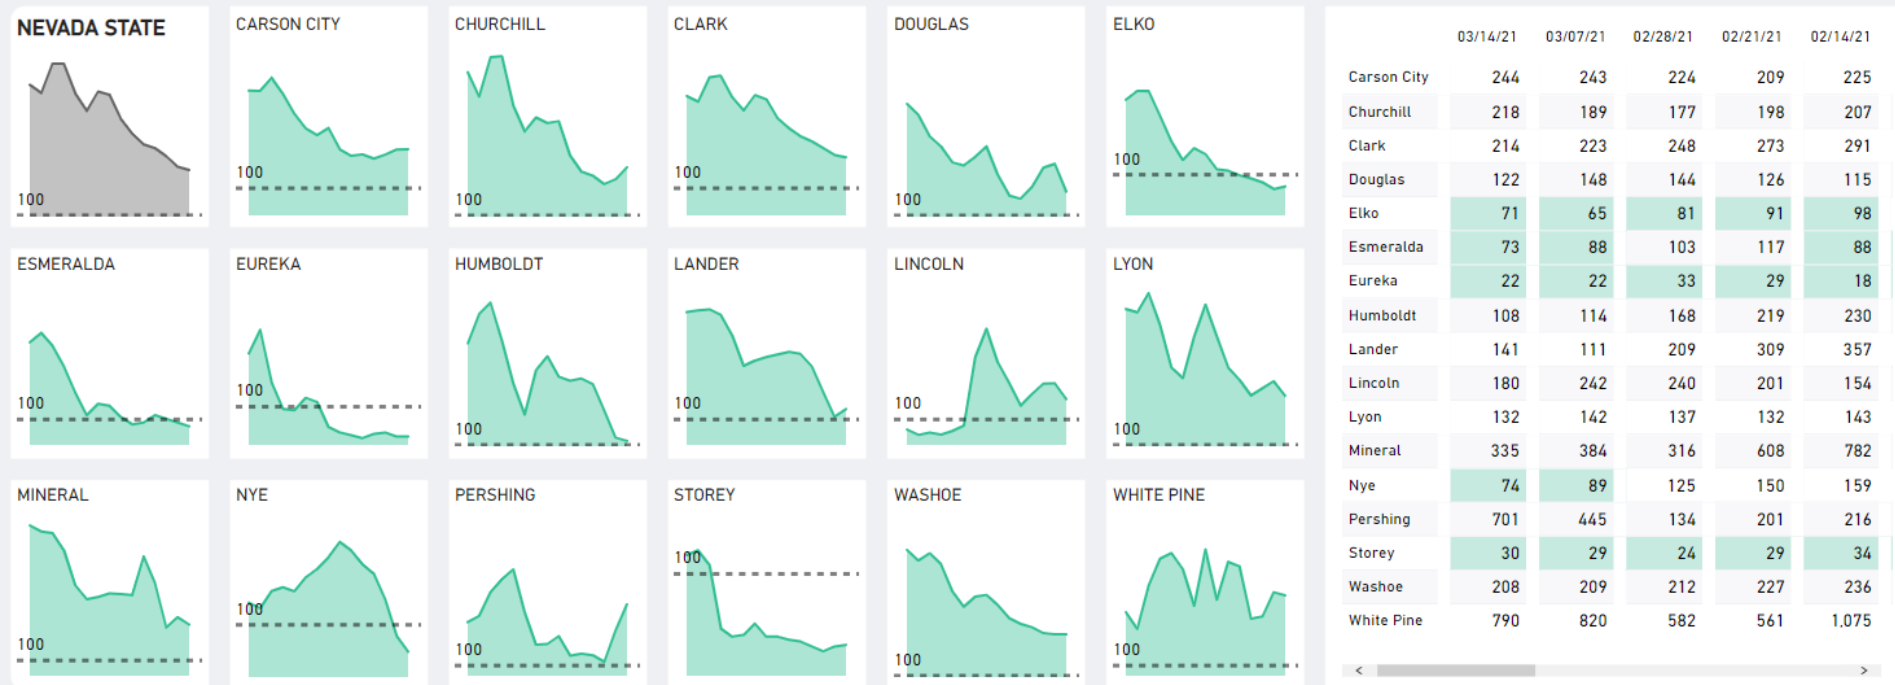 NEVADA STATE
100
CARSON CITY
100
CHURCHILL
100
CLARK
100
DOUGLAS
100
ELKO
100
ESMERALDA
100
EUREKA
100
HUMBOLDT
100
LANDER
100
LINCOLN
100
LYON
100
MINERAL
100
NYE
100
PERSHING
100
STOREY
100
WASHOE
100
WHITE PINE
100
03/14/21 03/07/21 02/28/21 02/21/21 02/14/21
Carson City 244 243 224 209 225
Churchill 218 189 177 198 207
Clark 214 223 248 273 291
Douglas 122 148 144 126 115
Elko 71 65 81 91 98
Esmeralda 73 88 103 117 88
Eureka 22 22 33 29 18
Humboldt 108 114 168 219 230
Lander 141 111 209 309 357
Lincoln 180 242 240 201 154
Lyon 132 142 137 132 143
Mineral 335 384 316 608 782
Nye 74 89 125 150 159
Pershing 701 445 134 201 216
Storey 30 29 24 29 34
Washoe 208 209 212 227 236
White Pine 790 820 582 561 1,075